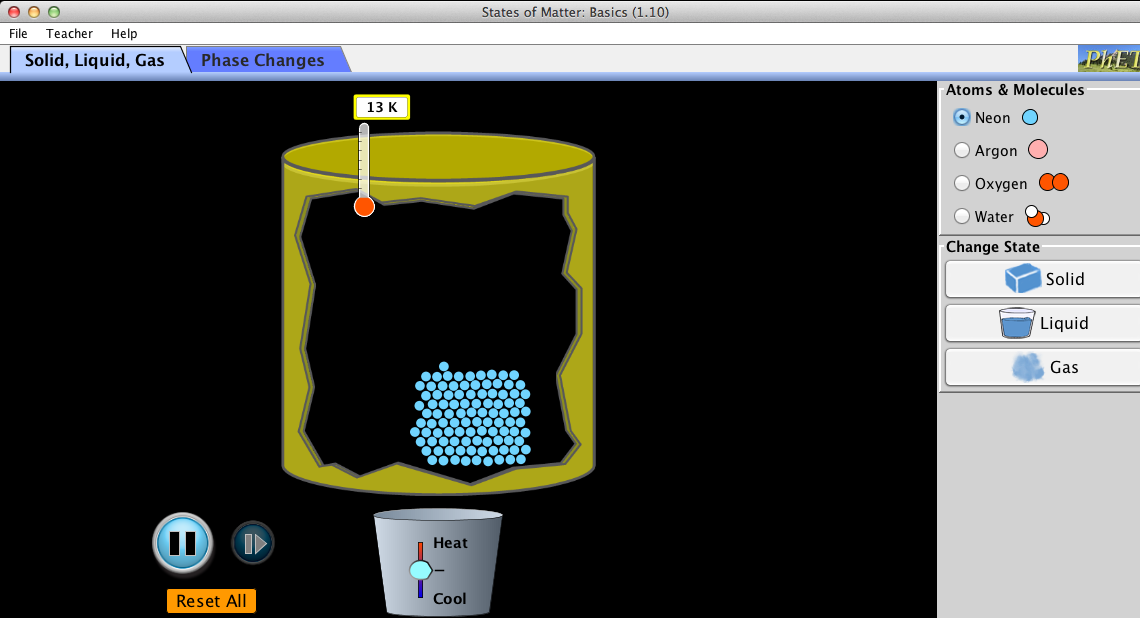 States of Matter: Basics (1.10)
File Teacher Help
Solid, Liquid, Gas Phase Changes
PhET
13 K
Atoms & Molecules
Neon
Argon
Oxygen
Water
Change State
Solid
Liquid
Gas
Heat
Cool
Reset All